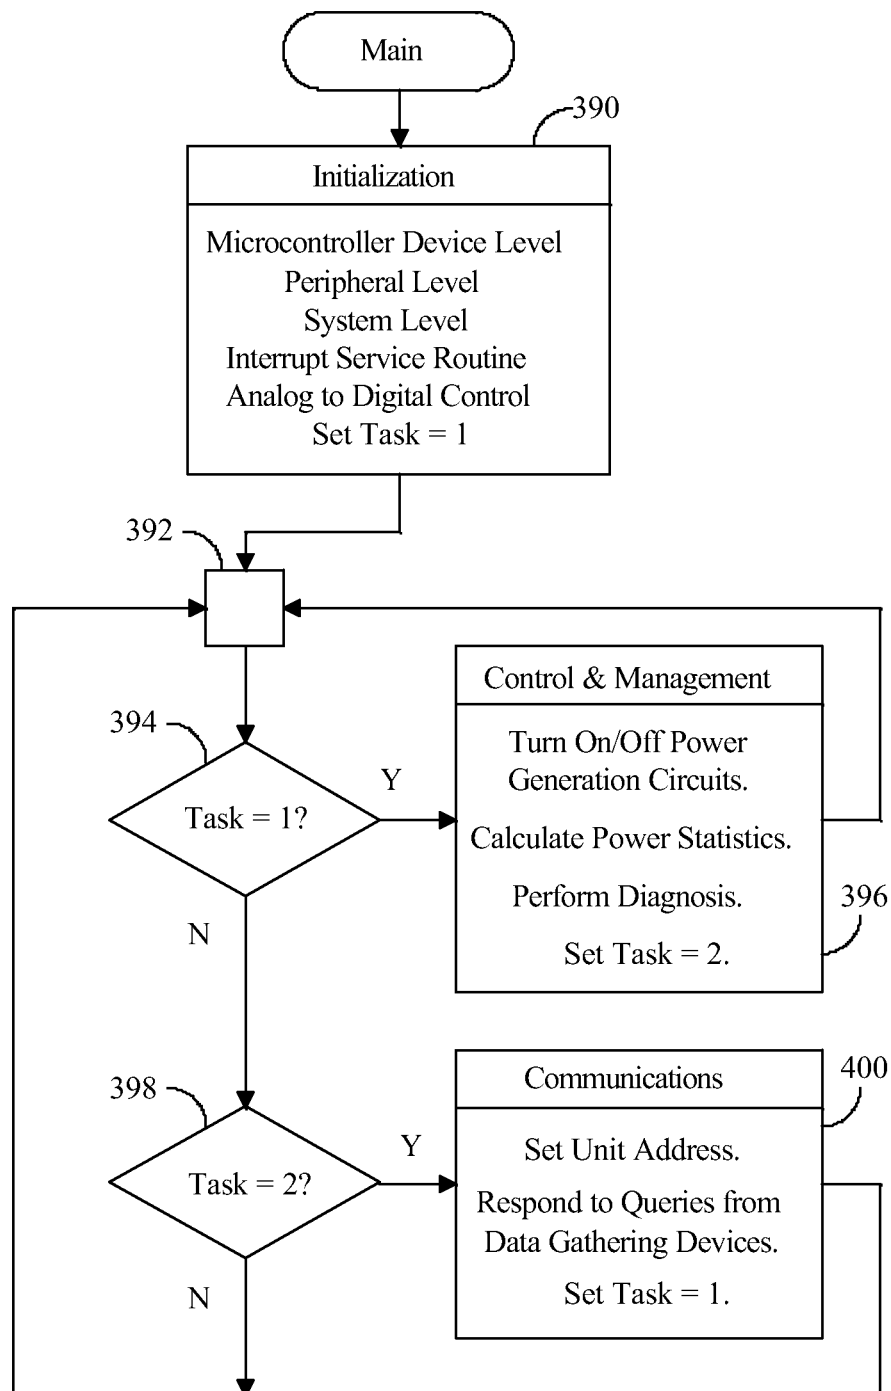 Main
390
Initialization
Microcontroller Device Level
Peripheral Level
System Level
Interrupt Service Routine
Analog to Digital Control
Set Task = 1
392
Control & Management
394
Turn On/Off Power
Generation Circuits.
Y
Task = 1?
Calculate Power Statistics.
Perform Diagnosis.
396
N
Set Task = 2.
400
Communications
398
Y
Set Unit Address.
Task = 2?
Respond to Queries from
Data Gathering Devices.
N
Set Task = 1.